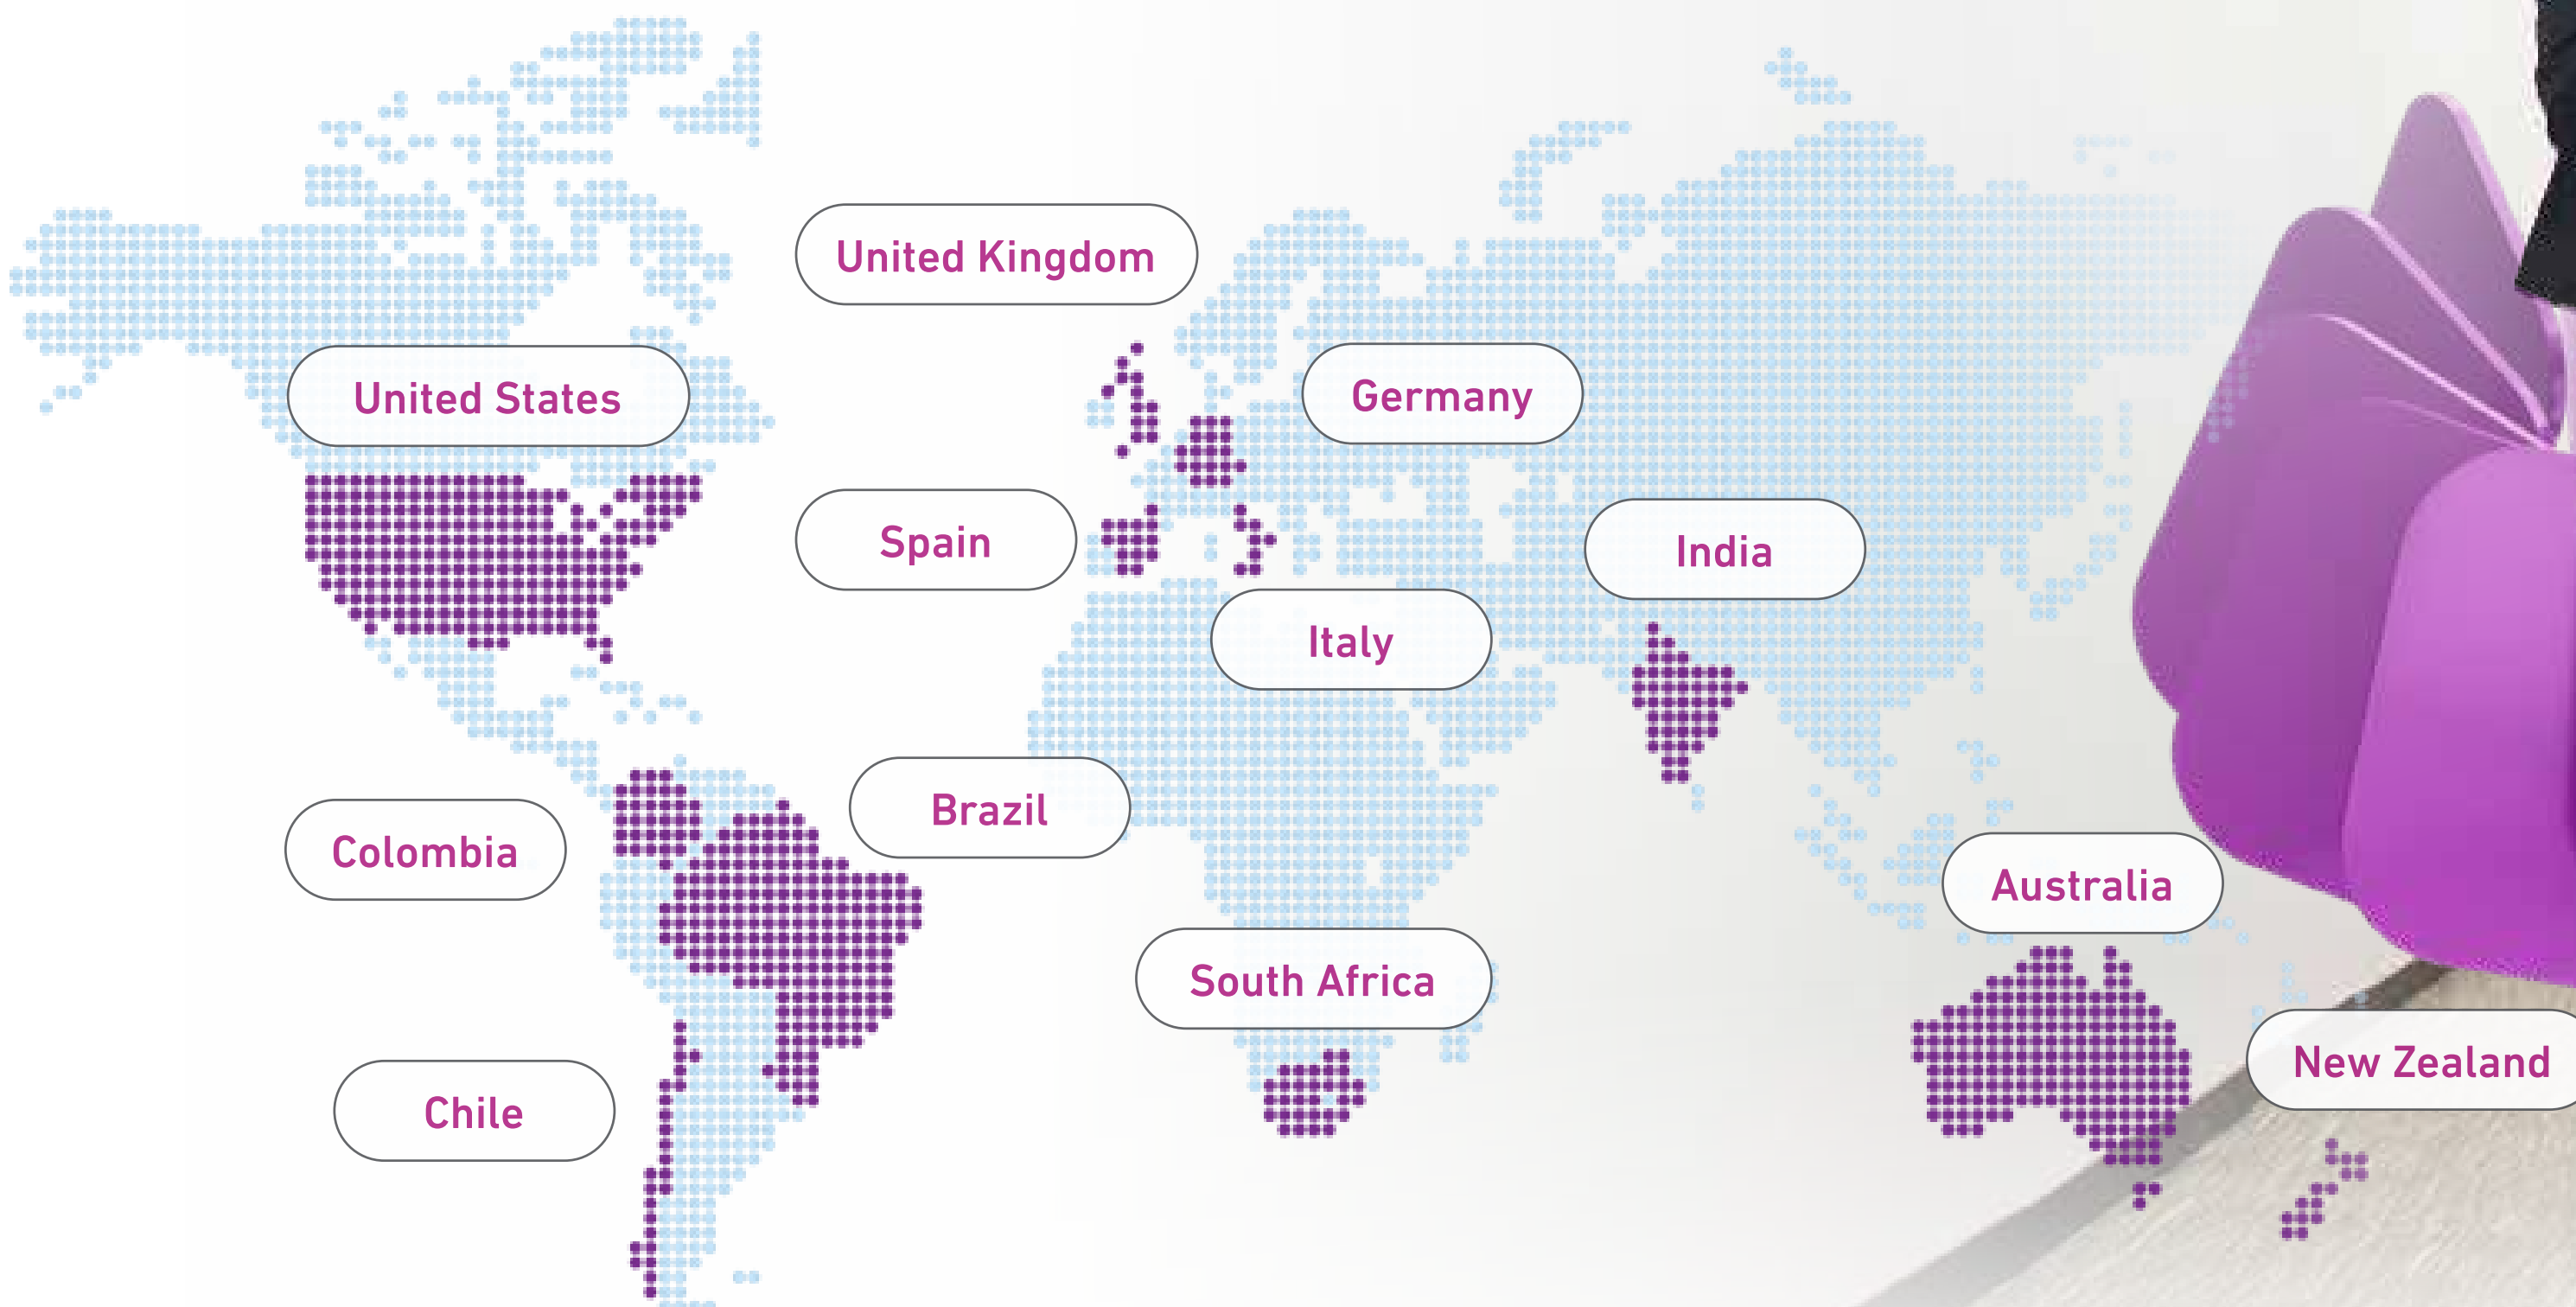 United Kingdom
United States
Germany
Spain
India
Italy
Brazil
Colombia
Australia
South Africa
New Zealand
Chile